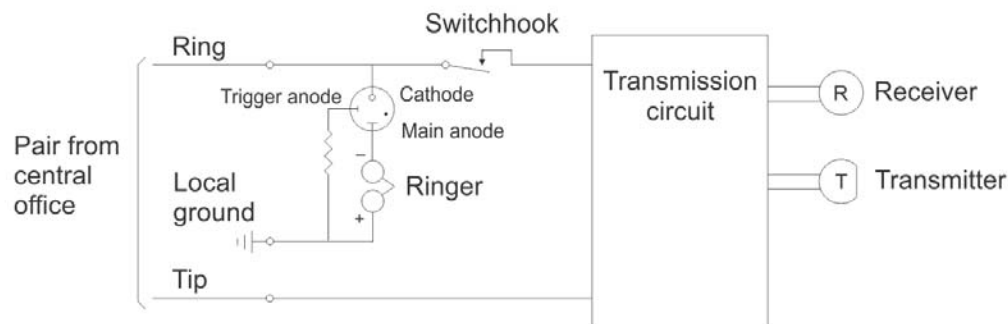 Switchhook
Ring
Trigger anode
Cathode
Main anode
Transmission
circuit
R
Receiver
Pair from
central
office
Local
ground
−
Ringer
+
T
Transmitter
Tip